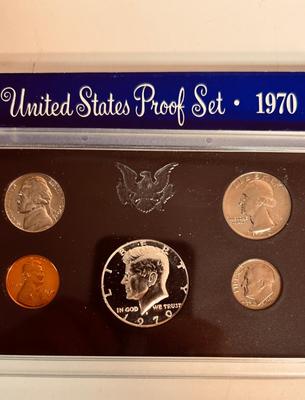 United States Proof Set · 1970
LIBERTY
IN GOD WE TRUST
1970